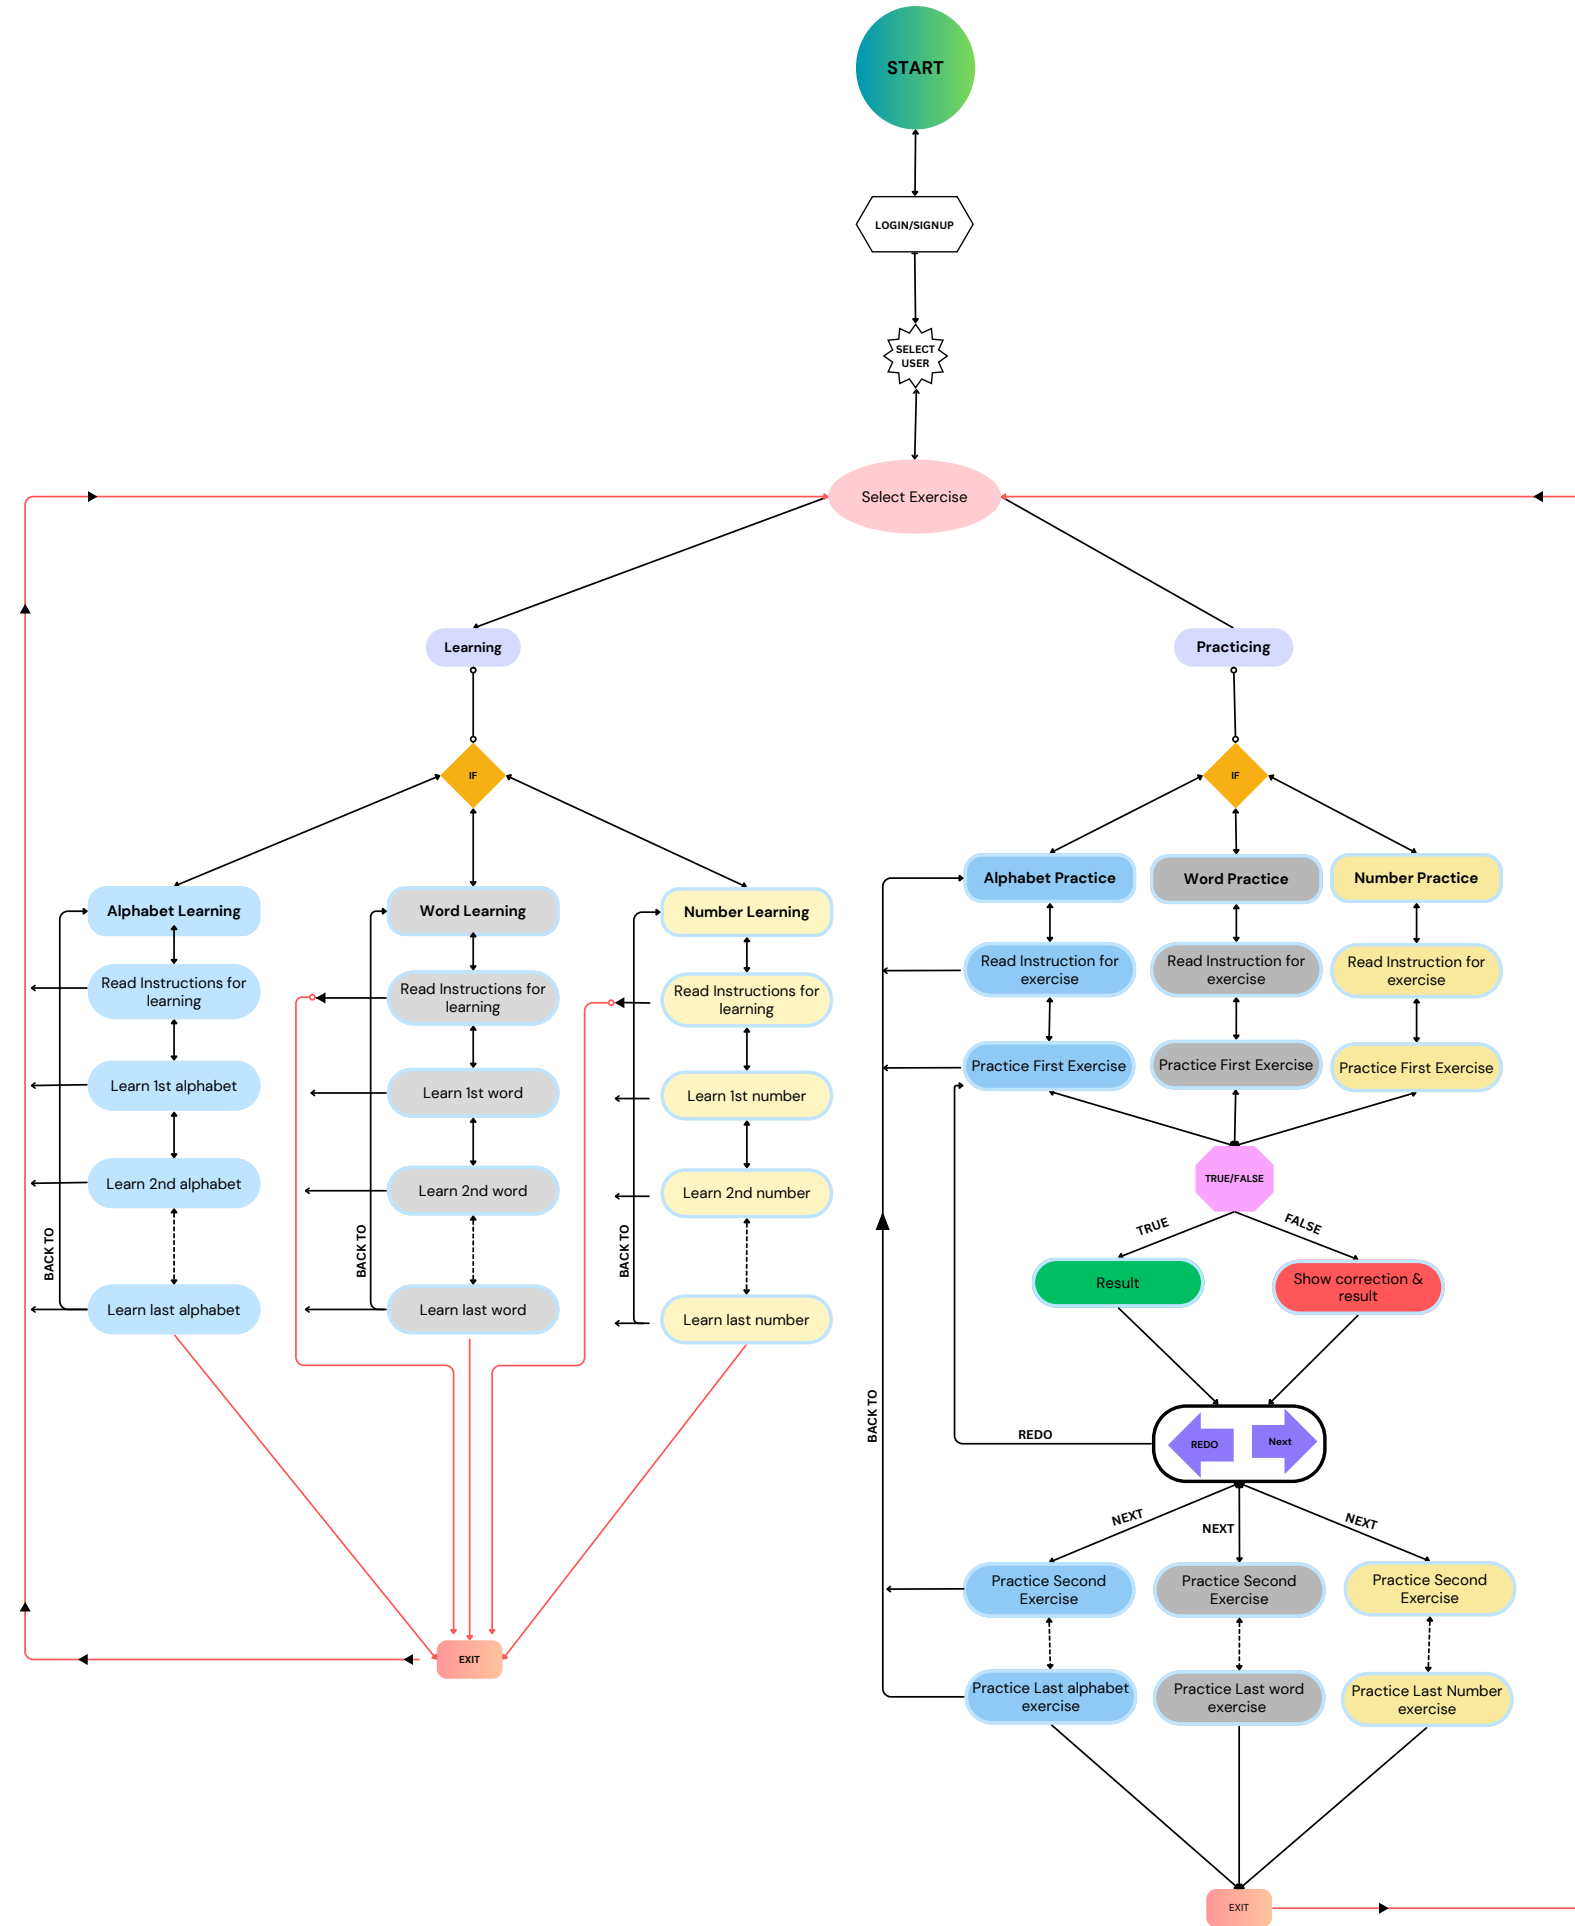 START
LOGIN/SIGNUP
SELECT
USER
Select Exercise
Learning
Practicing
IF
IF
Alphabet Learning
Read Instructions for
learning
Learn 1st alphabet
Learn 2nd alphabet
BACK TO
Learn last alphabet
Word Learning
Read Instructions for
learning
Learn 1st word
Learn 2nd word
BACK TO
Learn last word
Number Learning
Read Instructions for
learning
Learn 1st number
Learn 2nd number
BACK TO
Learn last number
EXIT
Alphabet Practice
Read Instruction for
exercise
Practice First Exercise
Word Practice
Read Instruction for
exercise
Practice First Exercise
Number Practice
Read Instruction for
exercise
Practice First Exercise
TRUE/FALSE
TRUE
FALSE
Result
Show correction &
result
BACK TO
REDO
REDO
Next
NEXT
NEXT
NEXT
Practice Second
Exercise
Practice Second
Exercise
Practice Second
Exercise
Practice Last alphabet
exercise
Practice Last word
exercise
Practice Last Number
exercise
EXIT